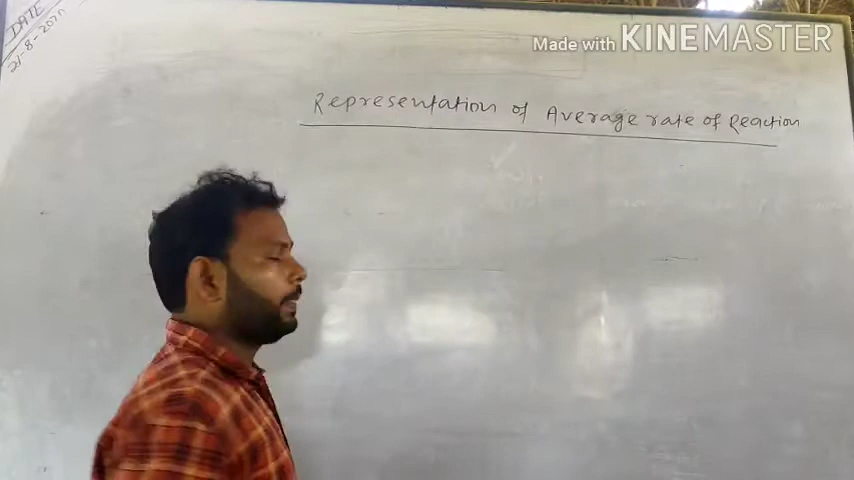 DATE
21-8-2020
Made with KINEMASTER
Representation of Average rate of Reaction